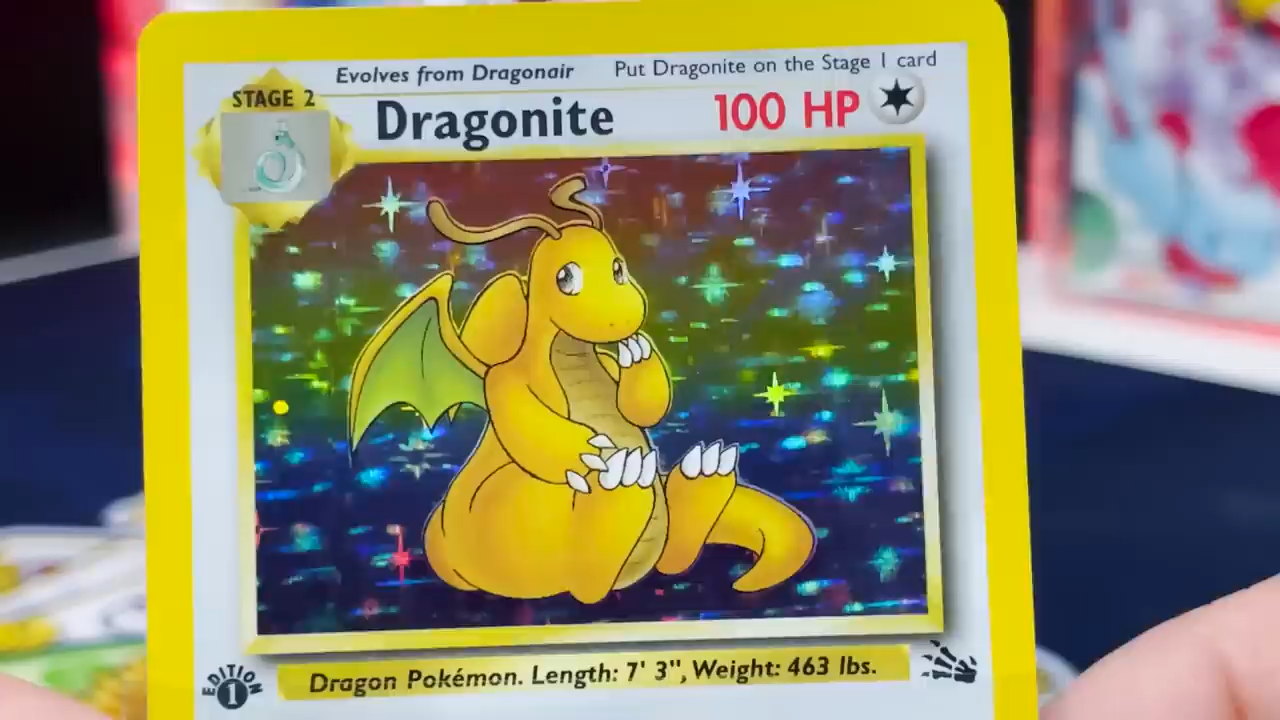 Evolves from Dragonair Put Dragonite on the Stage 1 card
STAGE 2
Dragonite 100 HP
EDITION
1
Dragon Pokémon. Length: 7' 3", Weight: 463 lbs.